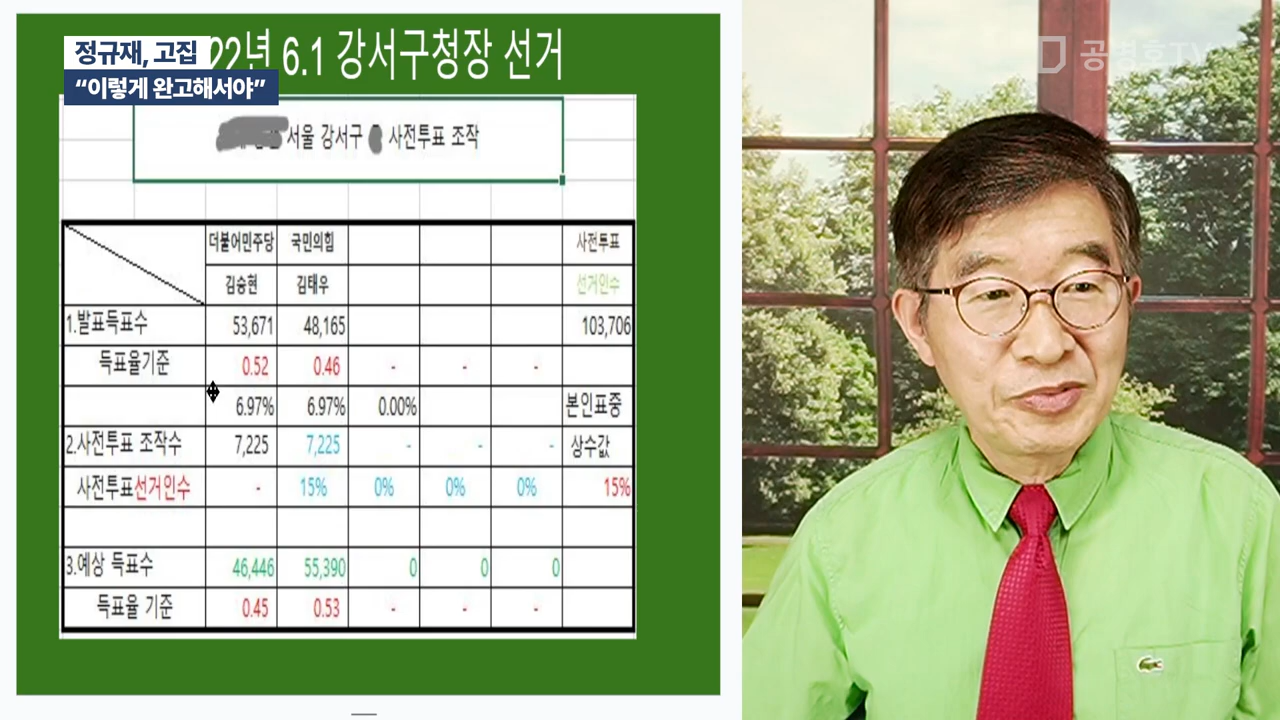 정규재, 고집
“이렇게 완고해서야”
22년 6.1 강서구청장 선거
공병호TV
서울 강서구 사전투표 조작
더불어민주당 국민의힘 사전투표
김승현 김태우 선거인수
1.발표득표수 53,671 48,165 103,706
득표율기준 0.52 0.46 - - -
6.97% 6.97% 0.00% 본인표중
2.사전투표 조작수 7,225 7,225 - - - 상수값
사전투표선거인수 - 15% 0% 0% 0% 15%
3.예상 득표수 46,446 55,390 0 0 0
득표율 기준 0.45 0.53 - - -